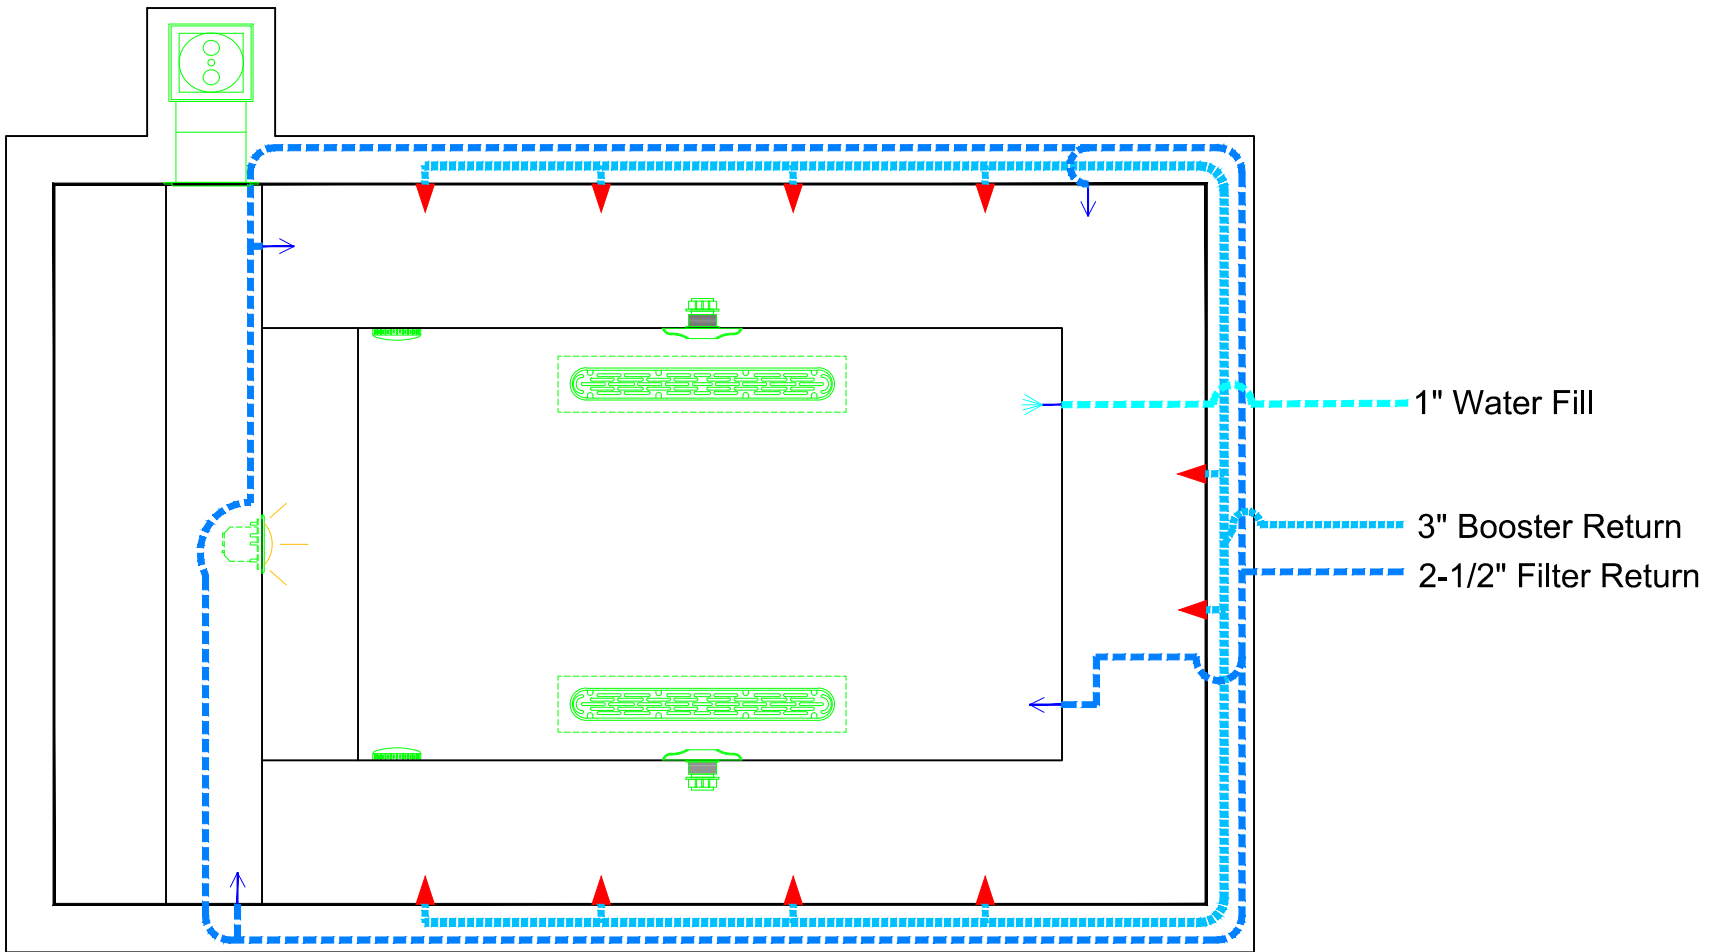 1" Water Fill
3" Booster Return
2-1/2" Filter Return